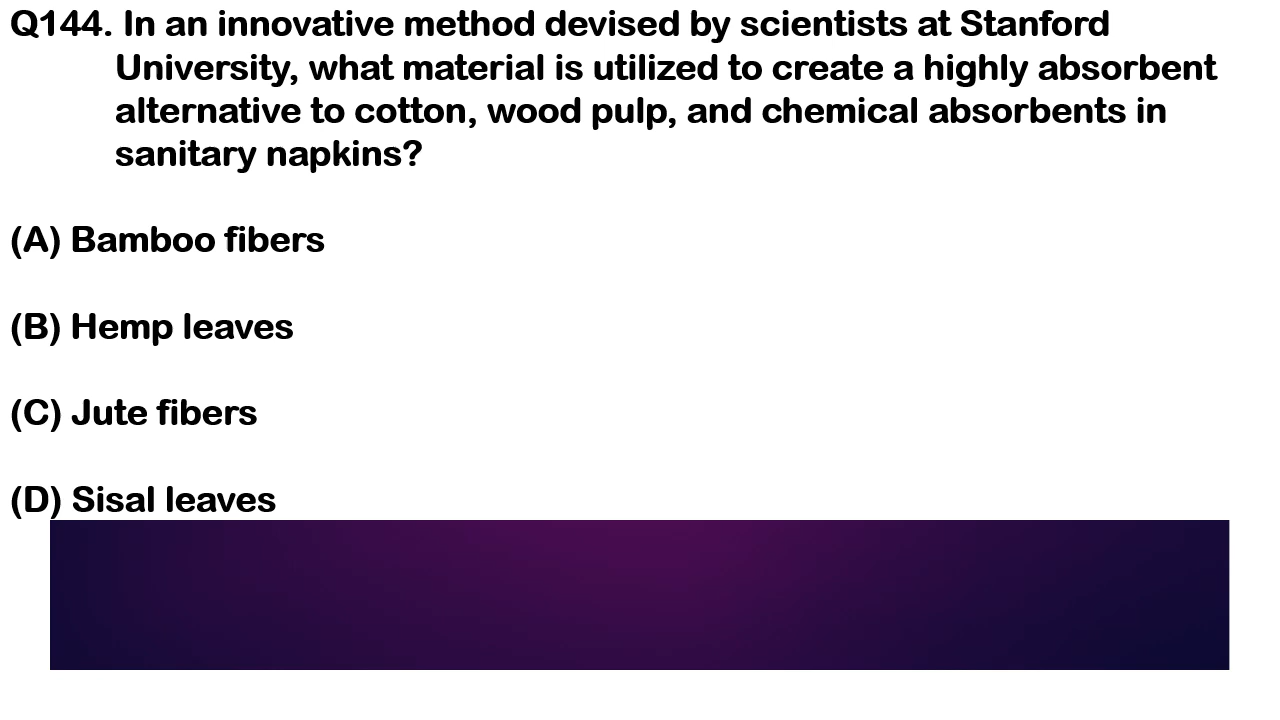 Q144. In an innovative method devised by scientists at Stanford
University, what material is utilized to create a highly absorbent
alternative to cotton, wood pulp, and chemical absorbents in
sanitary napkins?
(A) Bamboo fibers
(B) Hemp leaves
(C) Jute fibers
(D) Sisal leaves